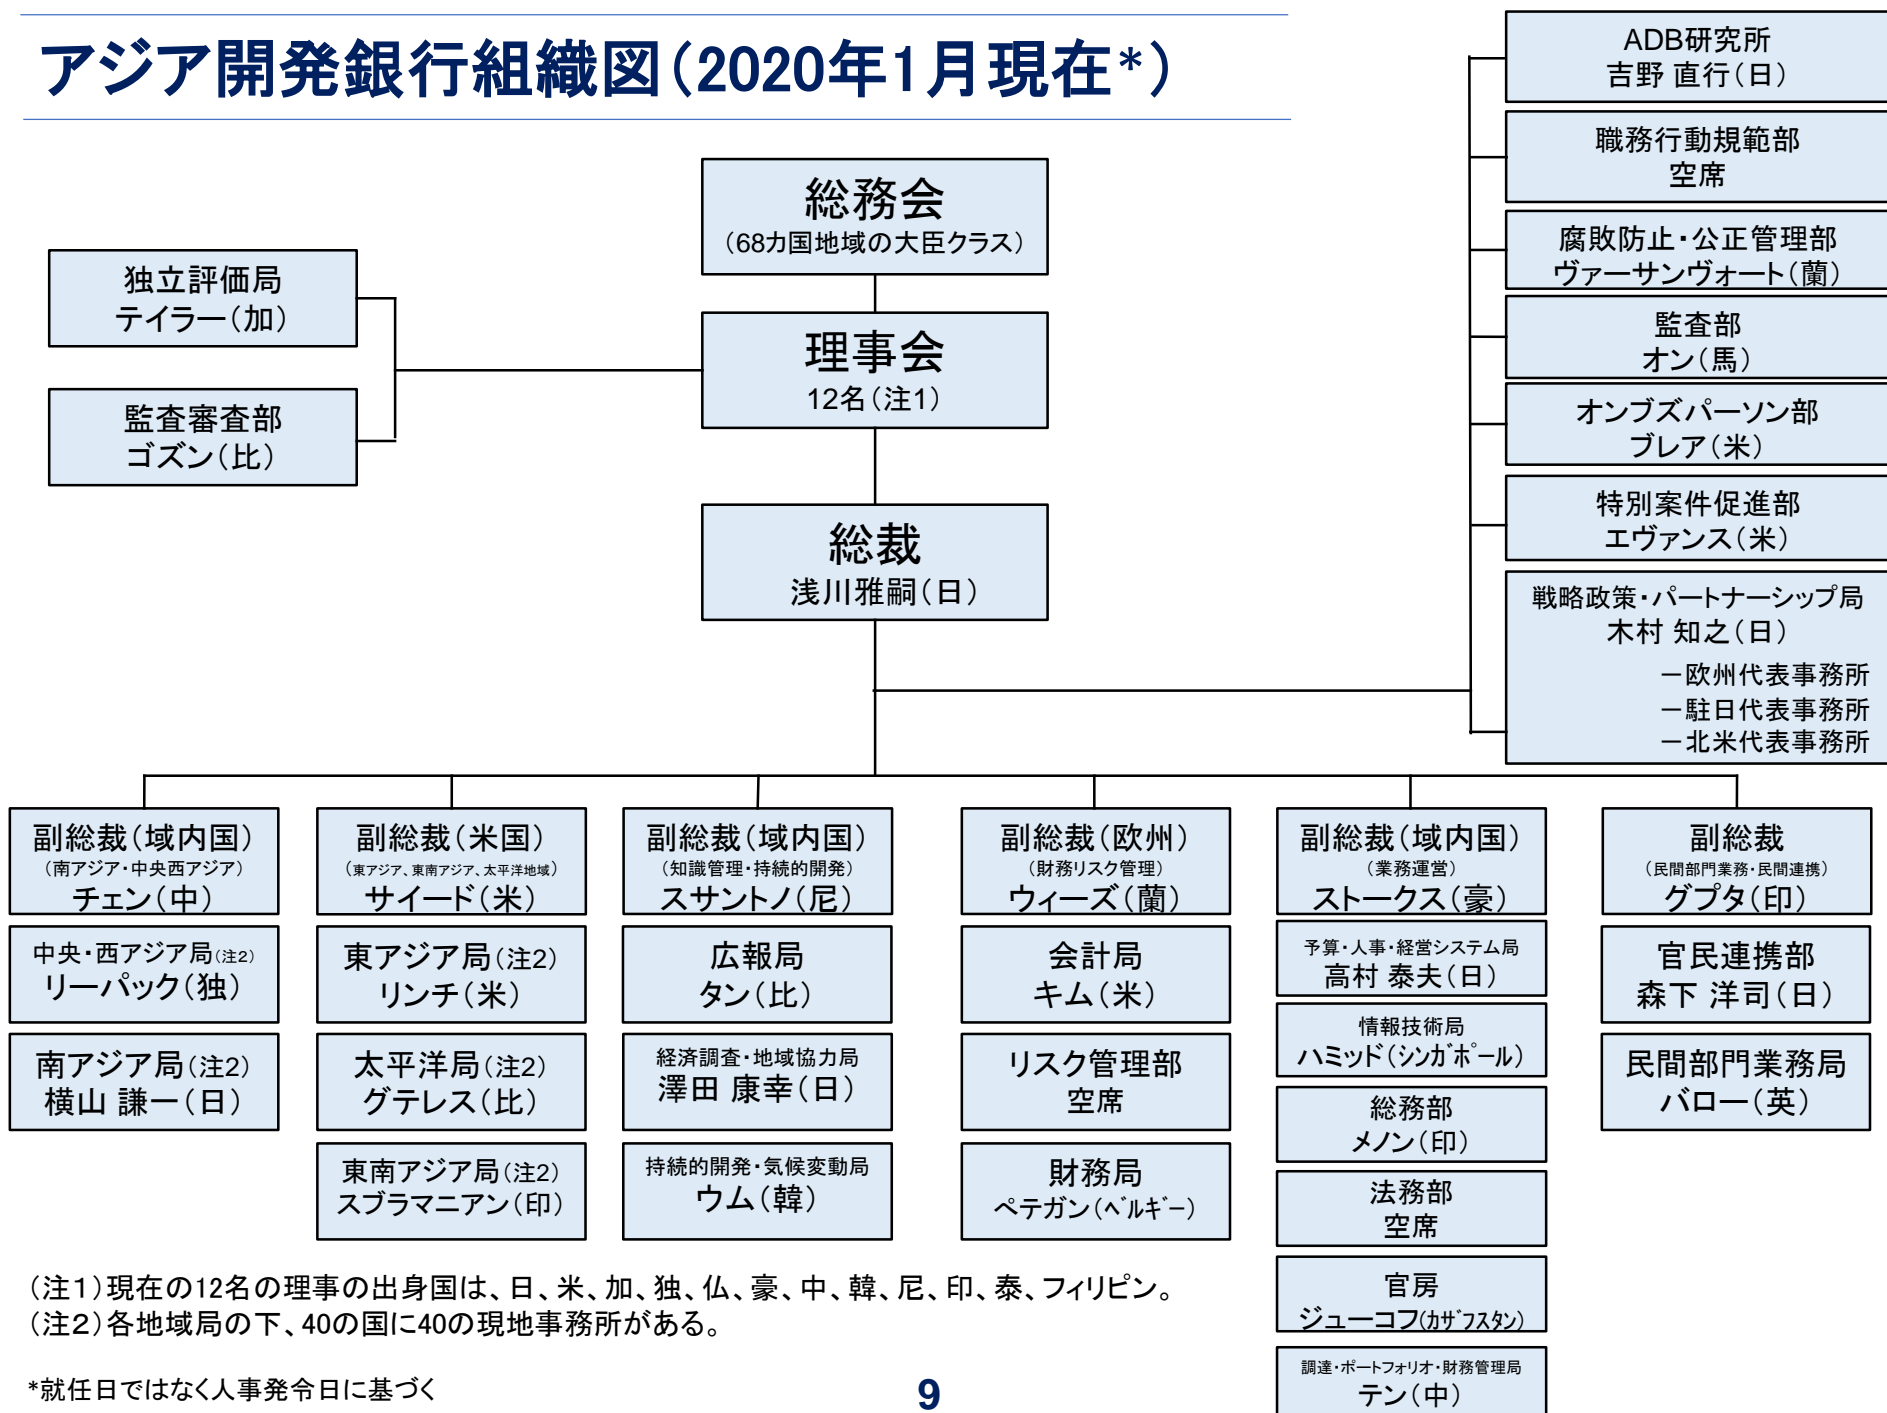 アジア開発銀行組織図（2020年1月現在*）
総務会
（68カ国地域の大臣クラス）
理事会
12名（注1）
総裁
浅川雅嗣（日）
独立評価局
テイラー（加）
監査審査部
ゴズン（比）
ADB研究所
吉野 直行（日）
職務行動規範部
空席
腐敗防止・公正管理部
ヴァーサンヴォート（蘭）
監査部
オン（馬）
オンブズパーソン部
ブレア（米）
特別案件促進部
エヴァンス（米）
戦略政策・パートナーシップ局
木村 知之（日）
－欧州代表事務所
－駐日代表事務所
－北米代表事務所
副総裁（域内国）
（南アジア・中央西アジア）
チェン（中）
中央・西アジア局（注2）
リーパック（独）
南アジア局（注2）
横山 謙一（日）
副総裁（米国）
（東アジア、東南アジア、太平洋地域）
サイード（米）
東アジア局（注2）
リンチ（米）
太平洋局（注2）
グテレス（比）
東南アジア局（注2）
スブラマニアン（印）
副総裁（域内国）
（知識管理・持続的開発）
スサントノ（尼）
広報局
タン（比）
経済調査・地域協力局
澤田 康幸（日）
持続的開発・気候変動局
ウム（韓）
副総裁（欧州）
（財務リスク管理）
ウィーズ（蘭）
会計局
キム（米）
リスク管理部
空席
財務局
ペテガン（ﾍﾞﾙｷﾞｰ）
副総裁（域内国）
（業務運営）
ストークス（豪）
予算・人事・経営システム局
高村 泰夫（日）
情報技術局
ハミッド（ｼﾝｶﾞﾎﾟｰﾙ）
総務部
メノン（印）
法務部
空席
官房
ジューコフ（ｶｻﾞﾌｽﾀﾝ）
調達・ポートフォリオ・財務管理局
テン（中）
副総裁
（民間部門業務・民間連携）
グプタ（印）
官民連携部
森下 洋司（日）
民間部門業務局
バロー（英）
（注１）現在の12名の理事の出身国は、日、米、加、独、仏、豪、中、韓、尼、印、泰、フィリピン。
（注２）各地域局の下、40の国に40の現地事務所がある。
*就任日ではなく人事発令日に基づく
9